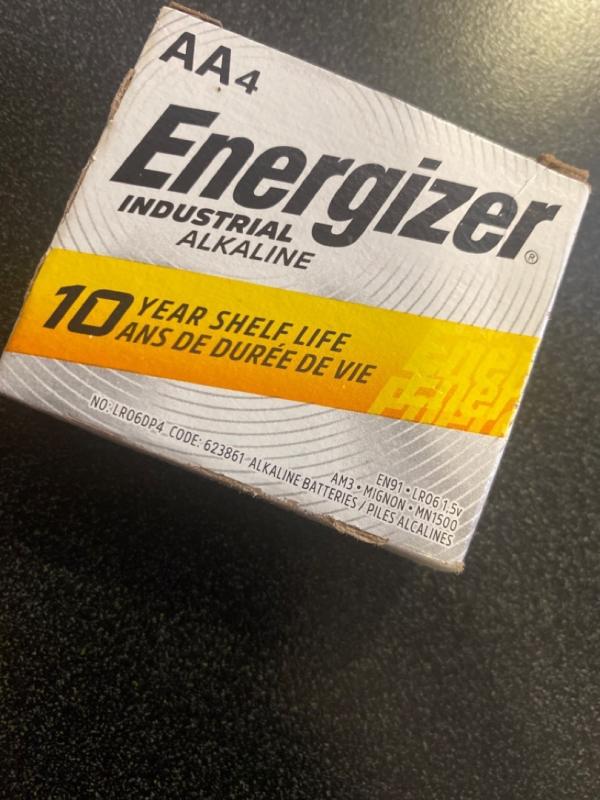 AA4
Energizer®
INDUSTRIAL
ALKALINE
10 YEAR SHELF LIFE
ANS DE DURÉE DE VIE
NO: LR06DP4 CODE: 623861 ALKALINE BATTERIES / PILES ALCALINES
EN91 • LR06 1.5v
AM3 • MIGNON • MN1500